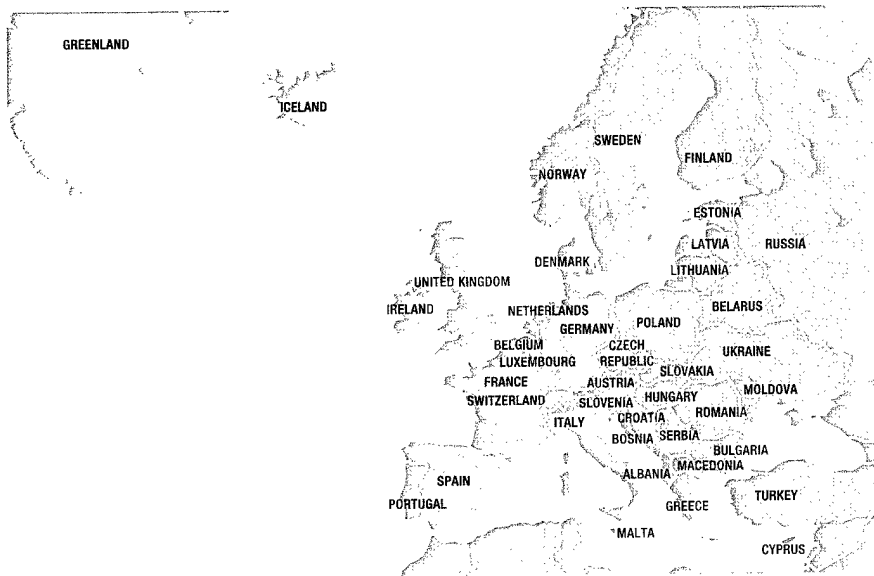 GREENLAND
ICELAND
SWEDEN
FINLAND
NORWAY
ESTONIA
LATVIA
RUSSIA
DENMARK
LITHUANIA
UNITED KINGDOM
IRELAND
NETHERLANDS
BELARUS
GERMANY
POLAND
BELGIUM
CZECH
REPUBLIC
UKRAINE
LUXEMBOURG
SLOVAKIA
FRANCE
AUSTRIA
MOLDOVA
SWITZERLAND
SLOVENIA
HUNGARY
ITALY
CROATIA
ROMANIA
BOSNIA
SERBIA
BULGARIA
MACEDONIA
ALBANIA
SPAIN
PORTUGAL
GREECE
TURKEY
MALTA
CYPRUS